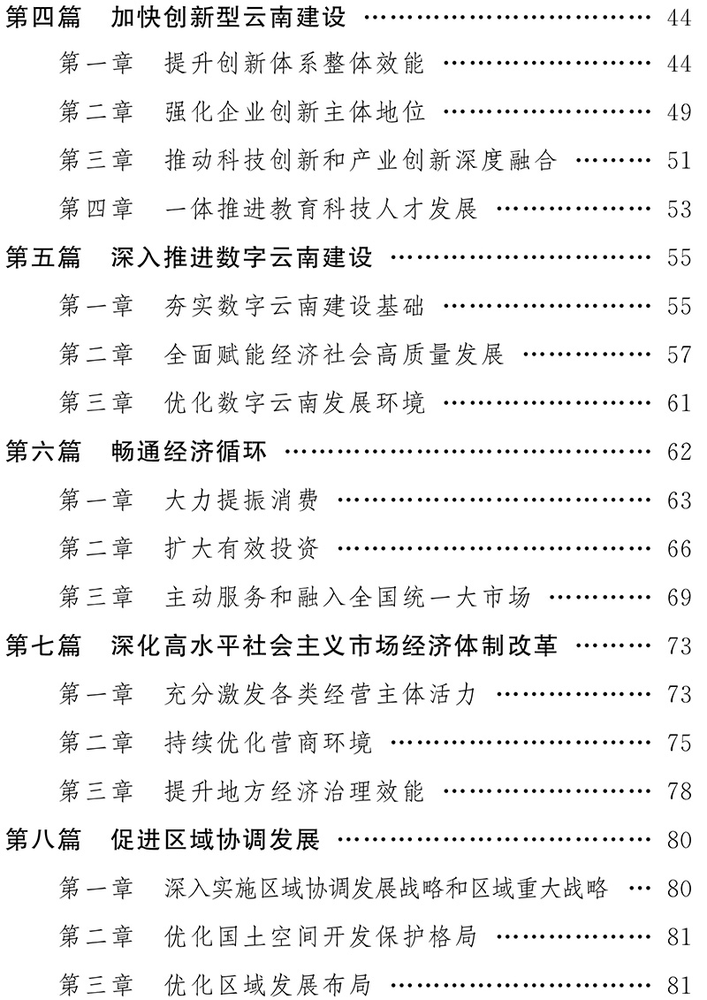 第四篇 加快创新型云南建设 …………………………… 44
第一章 提升创新体系整体效能 …………………… 44
第二章 强化企业创新主体地位 …………………… 49
第三章 推动科技创新和产业创新深度融合 ……… 51
第四章 一体推进教育科技人才发展 ……………… 53
第五篇 深入推进数字云南建设 ………………………… 55
第一章 夯实数字云南建设基础 …………………… 55
第二章 全面赋能经济社会高质量发展 …………… 57
第三章 优化数字云南发展环境 …………………… 61
第六篇 畅通经济循环 …………………………………… 62
第一章 大力提振消费 ……………………………… 63
第二章 扩大有效投资 ……………………………… 66
第三章 主动服务和融入全国统一大市场 ………… 69
第七篇 深化高水平社会主义市场经济体制改革 ……… 73
第一章 充分激发各类经营主体活力 ……………… 73
第二章 持续优化营商环境 ………………………… 75
第三章 提升地方经济治理效能 …………………… 78
第八篇 促进区域协调发展 ……………………………… 80
第一章 深入实施区域协调发展战略和区域重大战略 … 80
第二章 优化国土空间开发保护格局 ……………… 81
第三章 优化区域发展布局 ………………………… 81